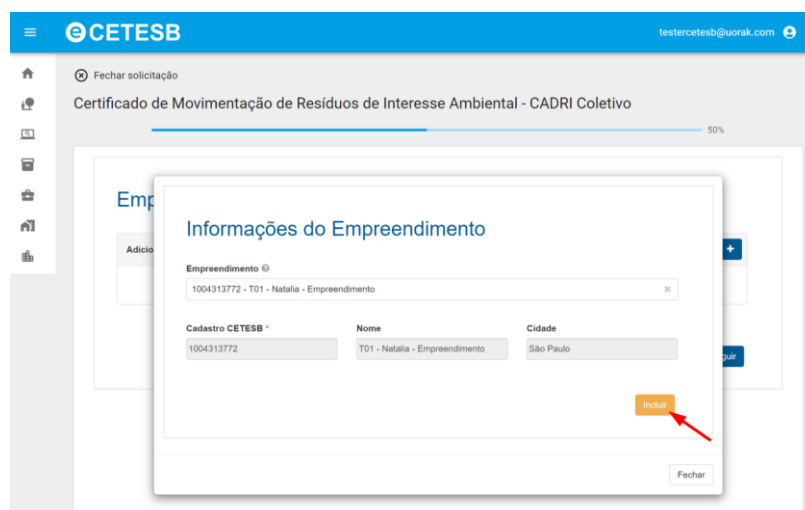 eCETESB
testercetesb@uorak.com
Fechar solicitação
Certificado de Movimentação de Resíduos de Interesse Ambiental - CADRI Coletivo
50%
Emp
Informações do Empreendimento
Adicio
+
Empreendimento
1004313772 - T01 - Natalia - Empreendimento
Cadastro CETESB * Nome Cidade
1004313772 T01 - Natalia - Empreendimento São Paulo
guir
Incluir
Fechar